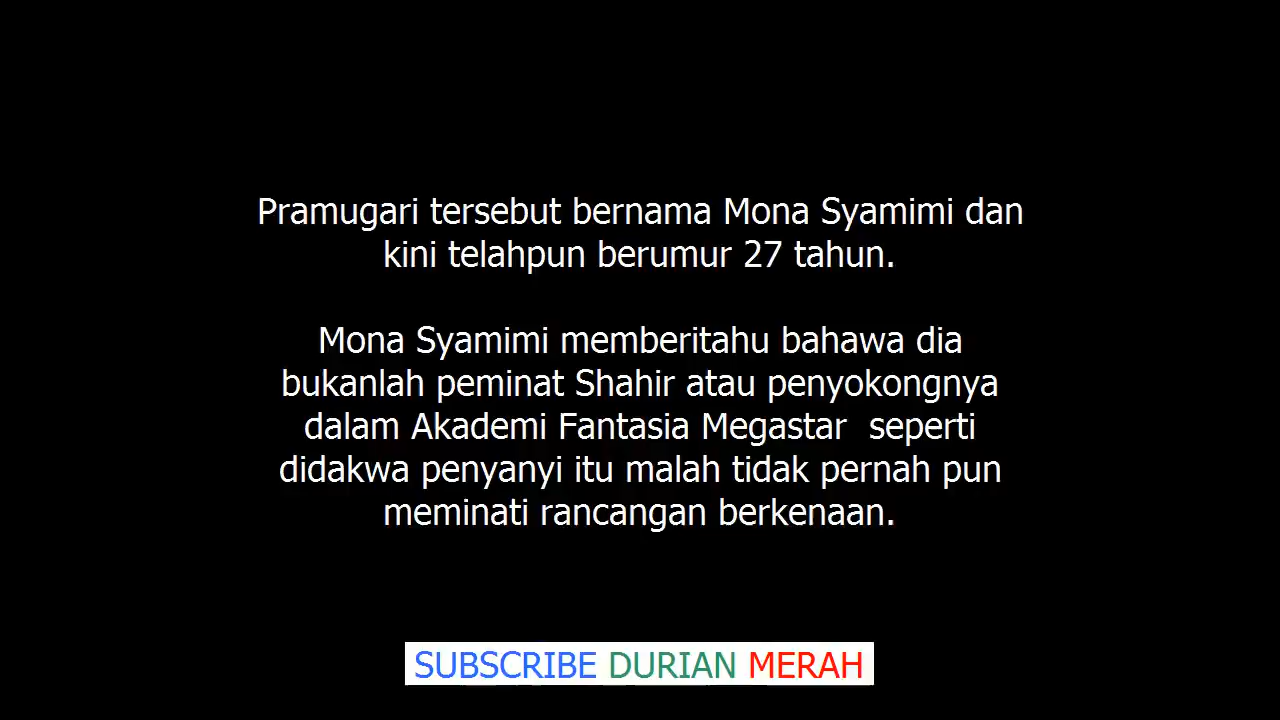 Pramugari tersebut bernama Mona Syamimi dan
kini telahpun berumur 27 tahun.
Mona Syamimi memberitahu bahawa dia
bukanlah peminat Shahir atau penyokongnya
dalam Akademi Fantasia Megastar  seperti
didakwa penyanyi itu malah tidak pernah pun
meminati rancangan berkenaan.
SUBSCRIBE DURIAN MERAH